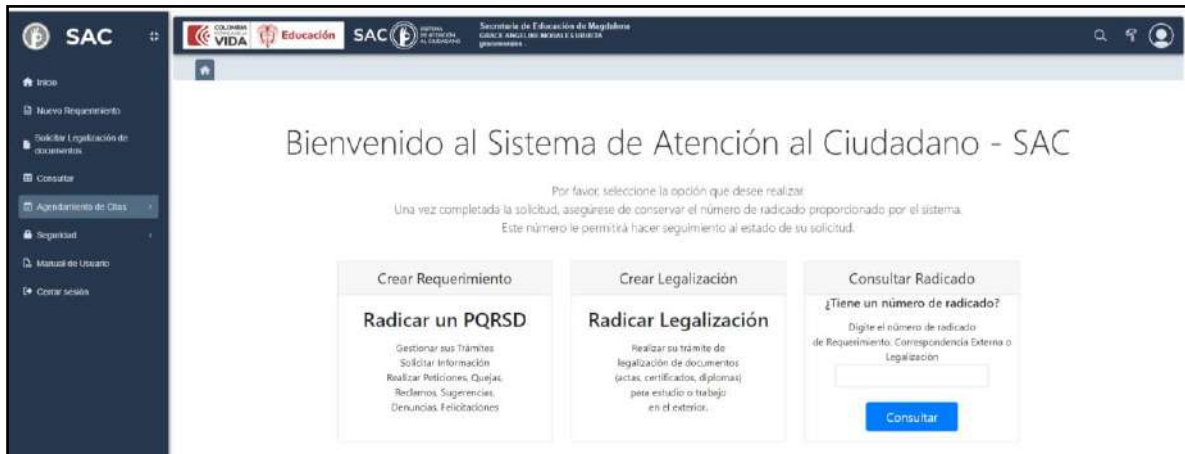 SAC
Inicio
Nuevo Requerimiento
Solicitar Legalización de
documentos
Consultar
Agendamiento de Citas
Seguridad
Manual de Usuario
Cerrar sesión
COLOMBIA
VIDA
Educación
SAC
SISTEMA
DE ATENCIÓN
AL CIUDADANO
Secretaría de Educación de Magdalena
Bienvenido al Sistema de Atención al Ciudadano - SAC
Por favor, seleccione la opción que desee realizar.
Una vez completada la solicitud, asegúrese de conservar el número de radicado proporcionado por el sistema.
Este número le permitirá hacer seguimiento al estado de su solicitud.
Crear Requerimiento
Radicar un PQRSD
Gestionar sus Trámites
Solicitar Información
Realizar Peticiones, Quejas,
Reclamos, Sugerencias,
Denuncias, Felicitaciones
Crear Legalización
Radicar Legalización
Realizar su trámite de
legalización de documentos
(actas, certificados, diplomas)
para estudio o trabajo
en el exterior.
Consultar Radicado
¿Tiene un número de radicado?
Digite el número de radicado
de Requerimiento, Correspondencia Externa o
Legalización
Consultar